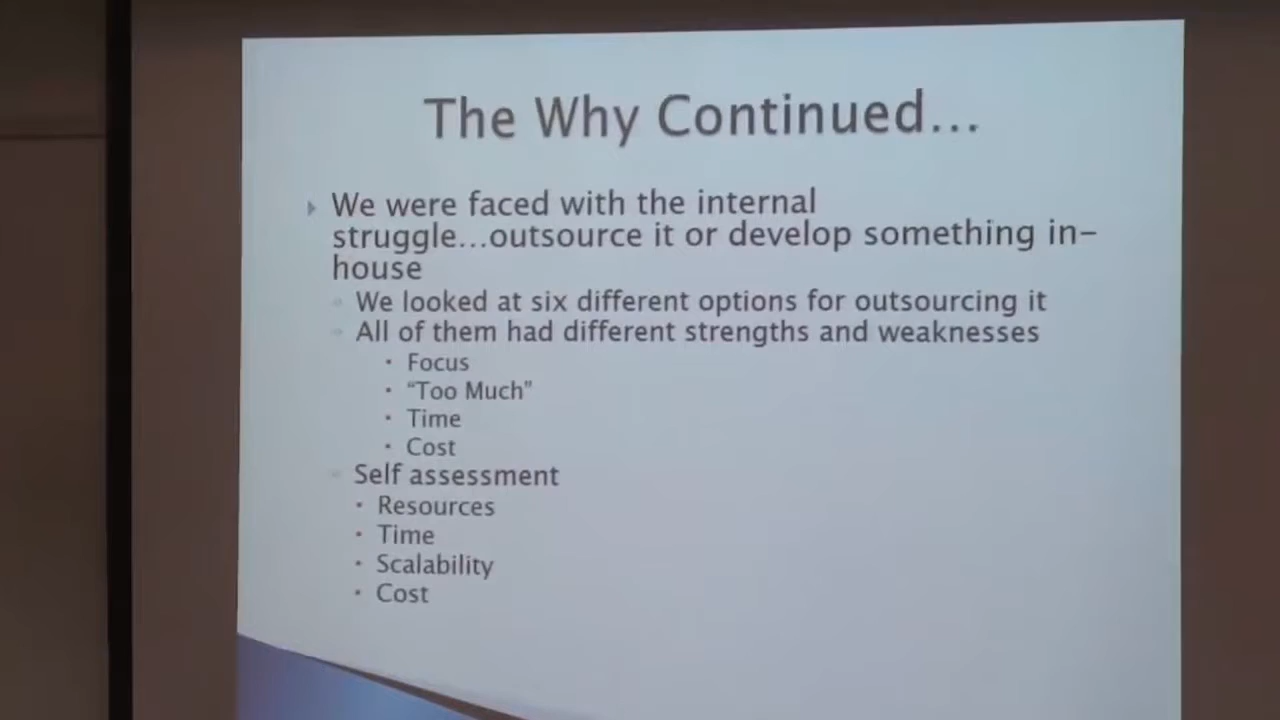 The Why Continued...
We were faced with the internal
struggle...outsource it or develop something in-
house
We looked at six different options for outsourcing it
All of them had different strengths and weaknesses
Focus
“Too Much”
Time
Cost
Self assessment
Resources
Time
Scalability
Cost